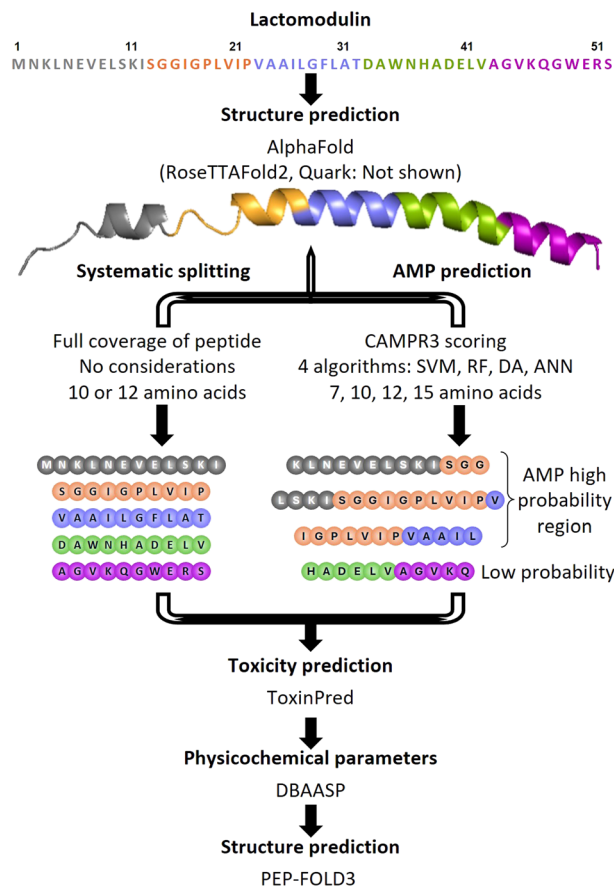 Lactomodulin
1 11 21 31 41 51
MNKLNEVELSKISGGIGPLVIPVAAILGFLATDAWNHADELVAGVKQGWERS
Structure prediction
AlphaFold
(RoseTTAFold2, Quark: Not shown)
Systematic splitting
AMP prediction
Full coverage of peptide
No considerations
10 or 12 amino acids
CAMPR3 scoring
4 algorithms: SVM, RF, DA, ANN
7, 10, 12, 15 amino acids
MNKLNEVELSKI
SGGIGPLVIP
VAAILGFLAT
DAWNHADELV
AGVKQGWERS
KLNEVELSKISGG
LSKISGGIGPLVIPV
IGPLVIPVAAIL
HADELVAGVKQ
AMP high
probability
region
Low probability
Toxicity prediction
ToxinPred
Physicochemical parameters
DBAASP
Structure prediction
PEP-FOLD3